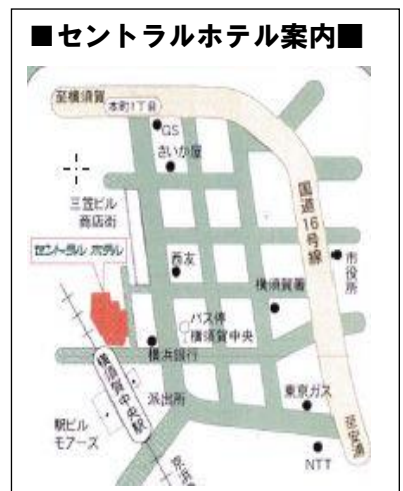 ■セントラルホテル案内■
至横須賀
本町1丁目
GS
さいか屋
三笠ビル
商店街
国道16号線
セントラル ホテル
西友
市役所
横須賀署
バス停
横須賀中央
横浜銀行
横須賀中央駅
派出所
東京ガス
至安浦
駅ビル
モアーズ
NTT